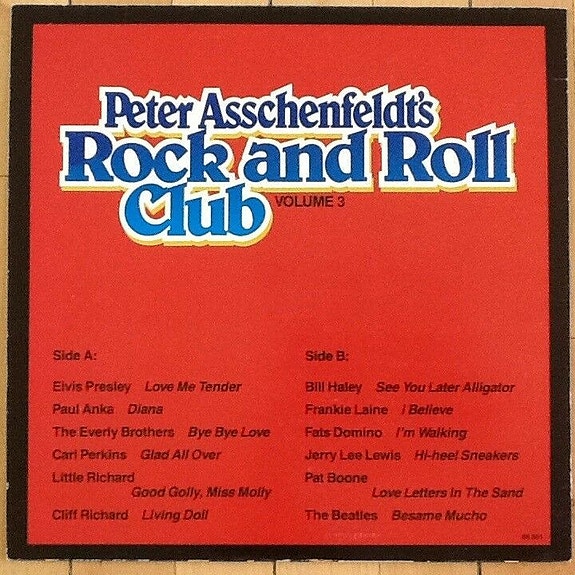 Peter Asschenfeldt's
Rock and Roll
Club VOLUME 3
Side A:
Elvis Presley Love Me Tender
Paul Anka Diana
The Everly Brothers Bye Bye Love
Carl Perkins Glad All Over
Little Richard
Good Golly, Miss Molly
Cliff Richard Living Doll
Side B:
Bill Haley See You Later Alligator
Frankie Laine I Believe
Fats Domino I'm Walking
Jerry Lee Lewis Hi-heel Sneakers
Pat Boone
Love Letters In The Sand
The Beatles Besame Mucho